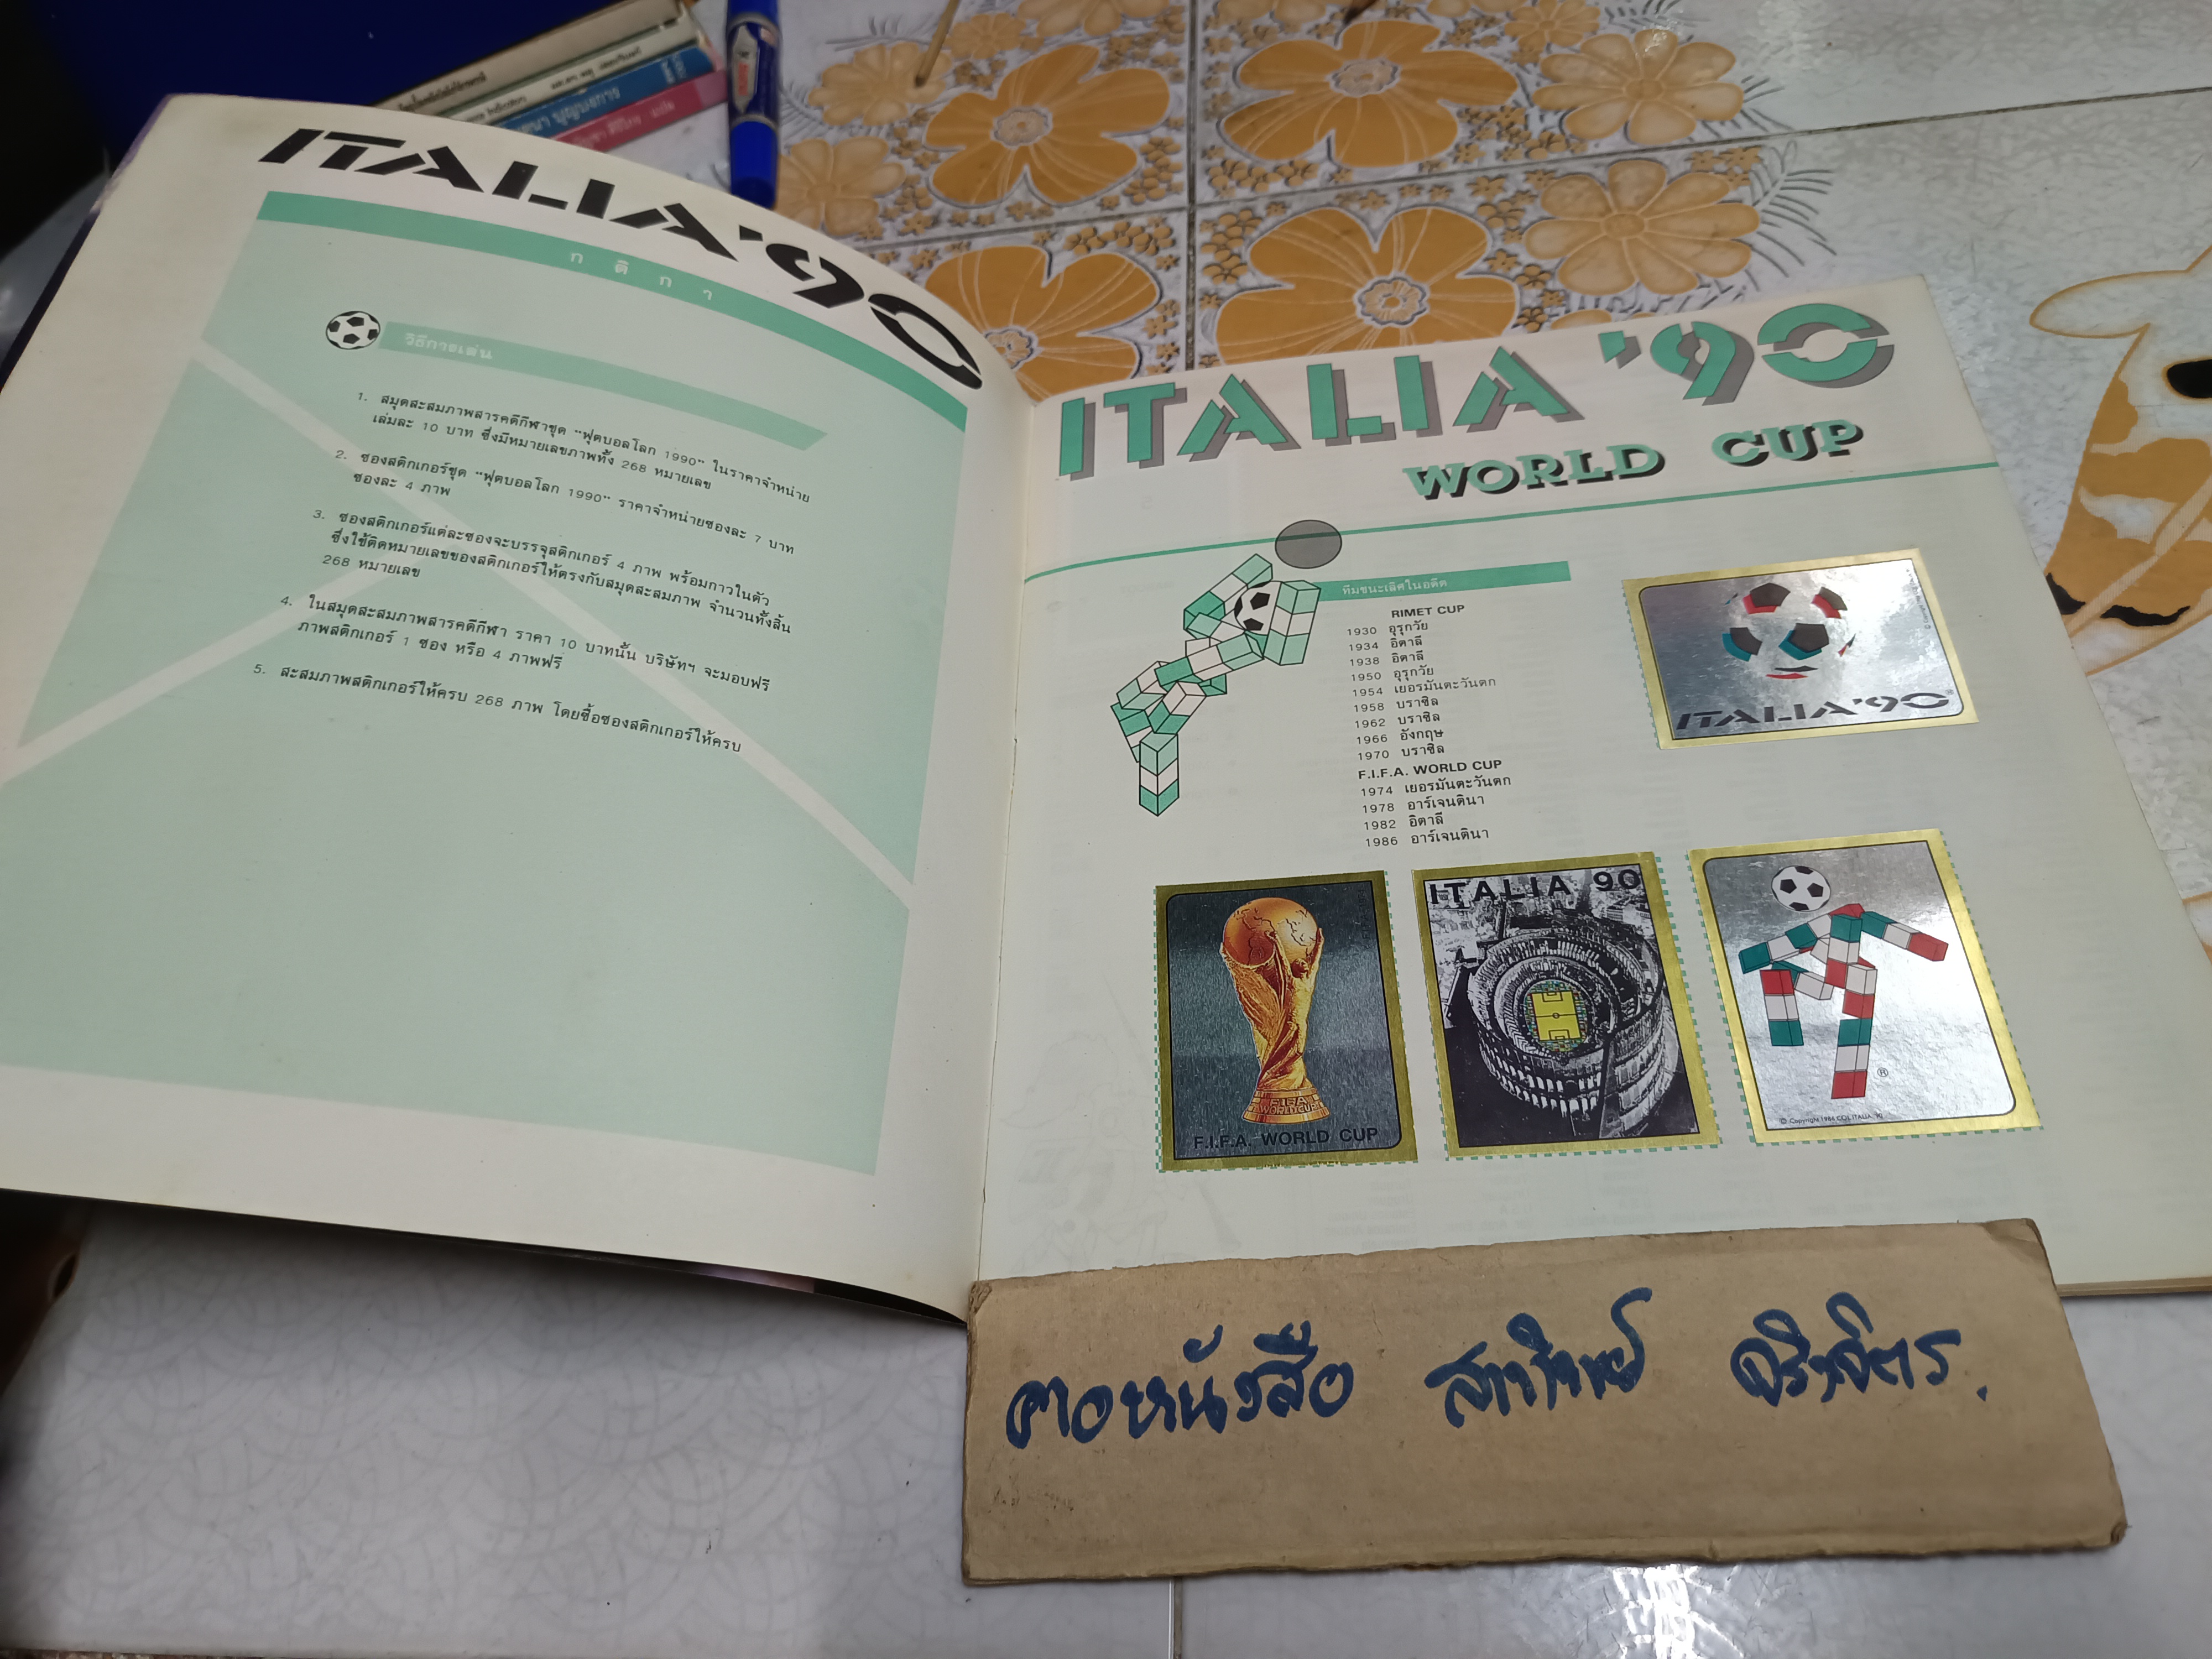 ITALIA'90
กติกา
วิธีการเล่น
1. สมุดสะสมภาพสารคดีกีฬาชุด "ฟุตบอลโลก 1990" ในราคาจำหน่าย
เล่มละ 10 บาท ซึ่งมีหมายเลขภาพทั้ง 268 หมายเลข
2. ซองสติกเกอร์ชุด "ฟุตบอลโลก 1990" ราคาจำหน่ายซองละ 7 บาท
ซองละ 4 ภาพ
3. ซองสติกเกอร์แต่ละซองจะบรรจุสติกเกอร์ 4 ภาพ พร้อมกาวในตัว
ซึ่งใช้ติดหมายเลขของสติกเกอร์ให้ตรงกับสมุดสะสมภาพ จำนวนทั้งสิ้น
268 หมายเลข
4. ในสมุดสะสมภาพสารคดีกีฬา ราคา 10 บาทนั้น บริษัทฯ จะมอบฟรี
ภาพสติกเกอร์ 1 ซอง หรือ 4 ภาพฟรี
5. สะสมภาพสติกเกอร์ให้ครบ 268 ภาพ โดยซื้อซองสติกเกอร์ให้ครบ
ITALIA '90
WORLD CUP
ทีมชนะเลิศในอดีต
RIMET CUP
1930 อุรุกวัย
1934 อิตาลี
1938 อิตาลี
1950 อุรุกวัย
1954 เยอรมันตะวันตก
1958 บราซิล
1962 บราซิล
1966 อังกฤษ
1970 บราซิล
F.I.F.A. WORLD CUP
1974 เยอรมันตะวันตก
1978 อาร์เจนตินา
1982 อิตาลี
1986 อาร์เจนตินา
ITALIA'90
FIFA
WORLD CUP
F.I.F.A. WORLD CUP
ITALIA 90
®
© Copyright 1986 COL ITALIA '90
คอหนังสือ